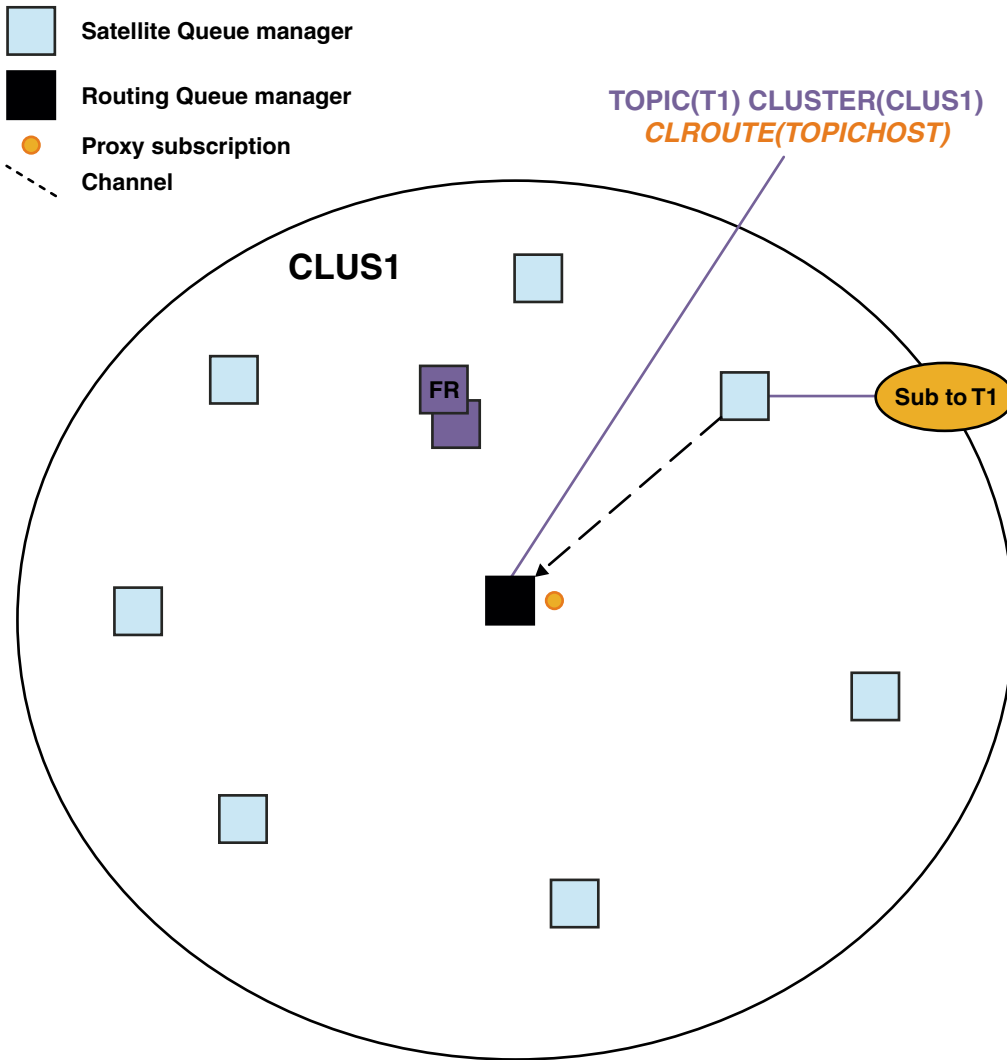 Satellite Queue manager
Routing Queue manager
Proxy subscription
Channel
TOPIC(T1) CLUSTER(CLUS1)
CLROUTE(TOPICHOST)
CLUS1
FR
Sub to T1